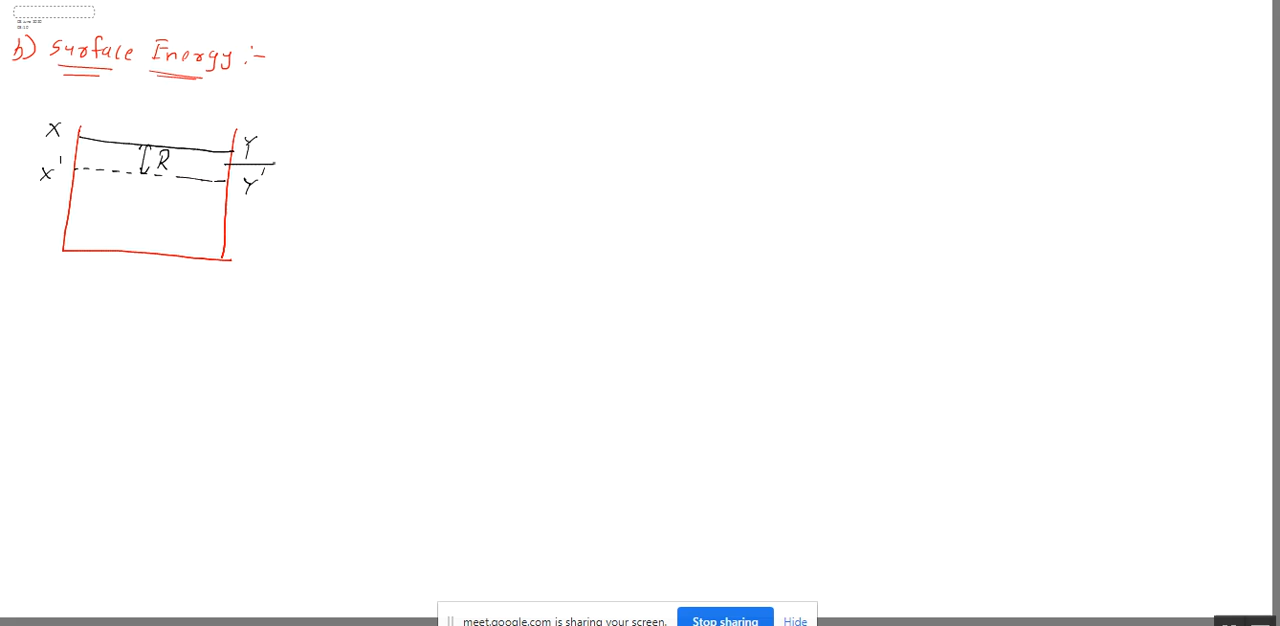 b) Surface Energy :-
X
Y
R
X'
Y'
meet.google.com is sharing your screen.
Stop sharing
Hide